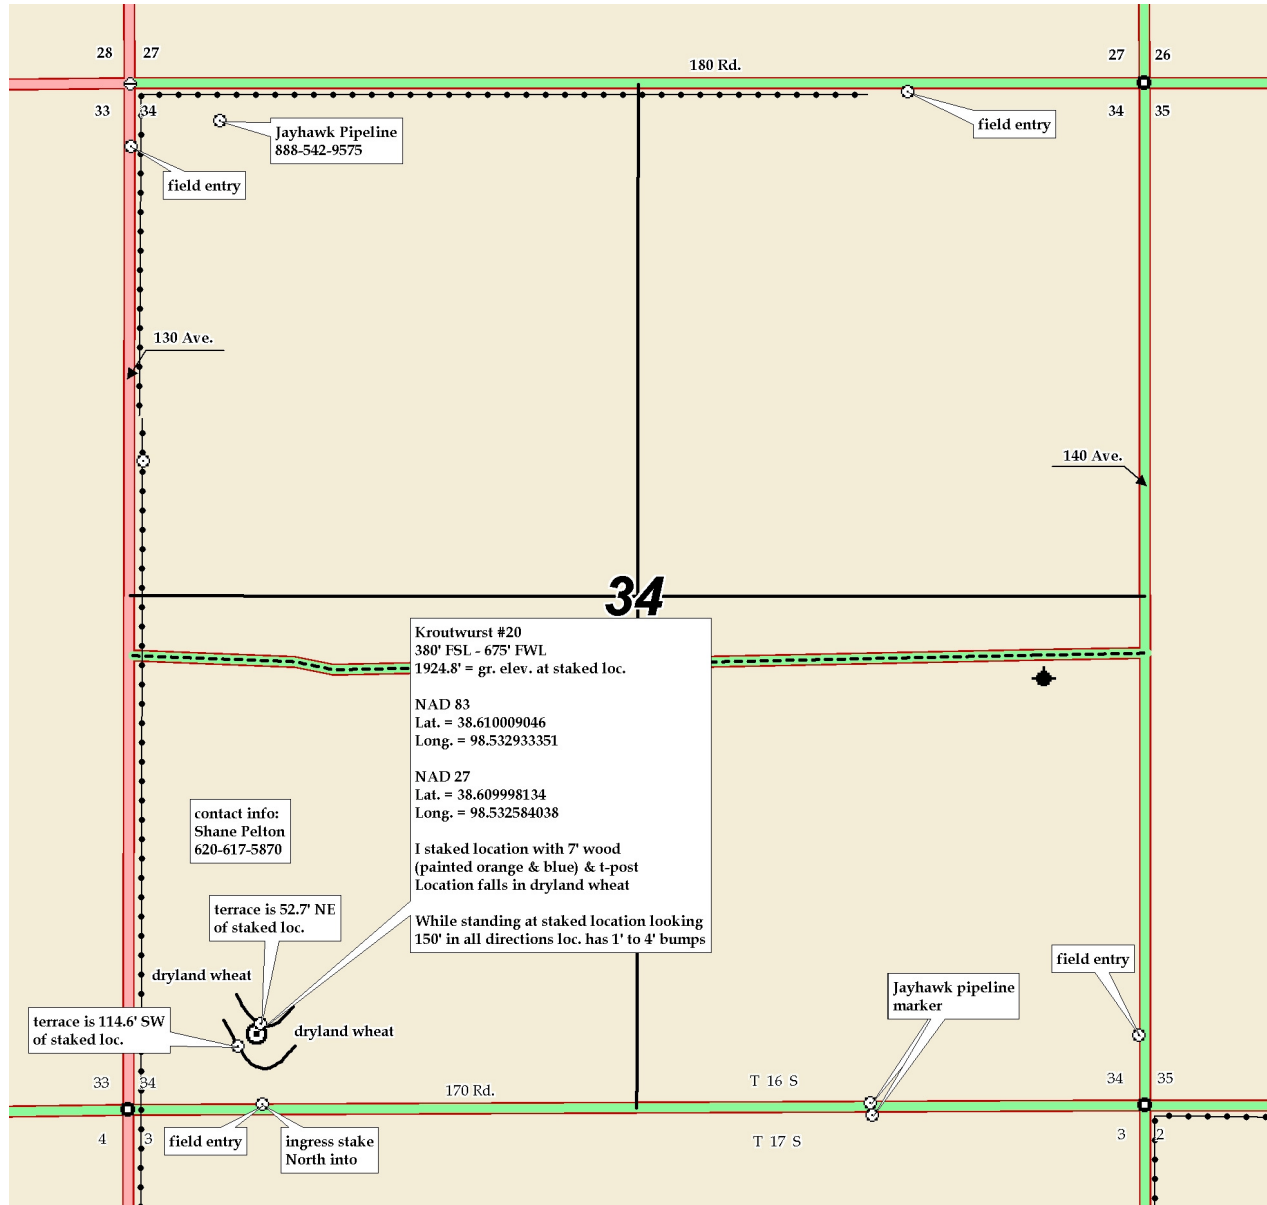 28 27
27 26
180 Rd.
33 34
34 35
field entry
Jayhawk Pipeline
888-542-9575
field entry
130 Ave.
140 Ave.
34
Kroutwurst #20
380' FSL - 675' FWL
1924.8' = gr. elev. at staked loc.
NAD 83
Lat. = 38.610009046
Long. = 98.532933351
NAD 27
Lat. = 38.609998134
Long. = 98.532584038
I staked location with 7' wood
(painted orange & blue) & t-post
Location falls in dryland wheat
While standing at staked location looking
150' in all directions loc. has 1' to 4' bumps
contact info:
Shane Pelton
620-617-5870
terrace is 52.7' NE
of staked loc.
dryland wheat
terrace is 114.6' SW
of staked loc.
dryland wheat
field entry
Jayhawk pipeline
marker
33 34
170 Rd.
T 16 S
34 35
4 3
field entry
ingress stake
North into
T 17 S
3 2